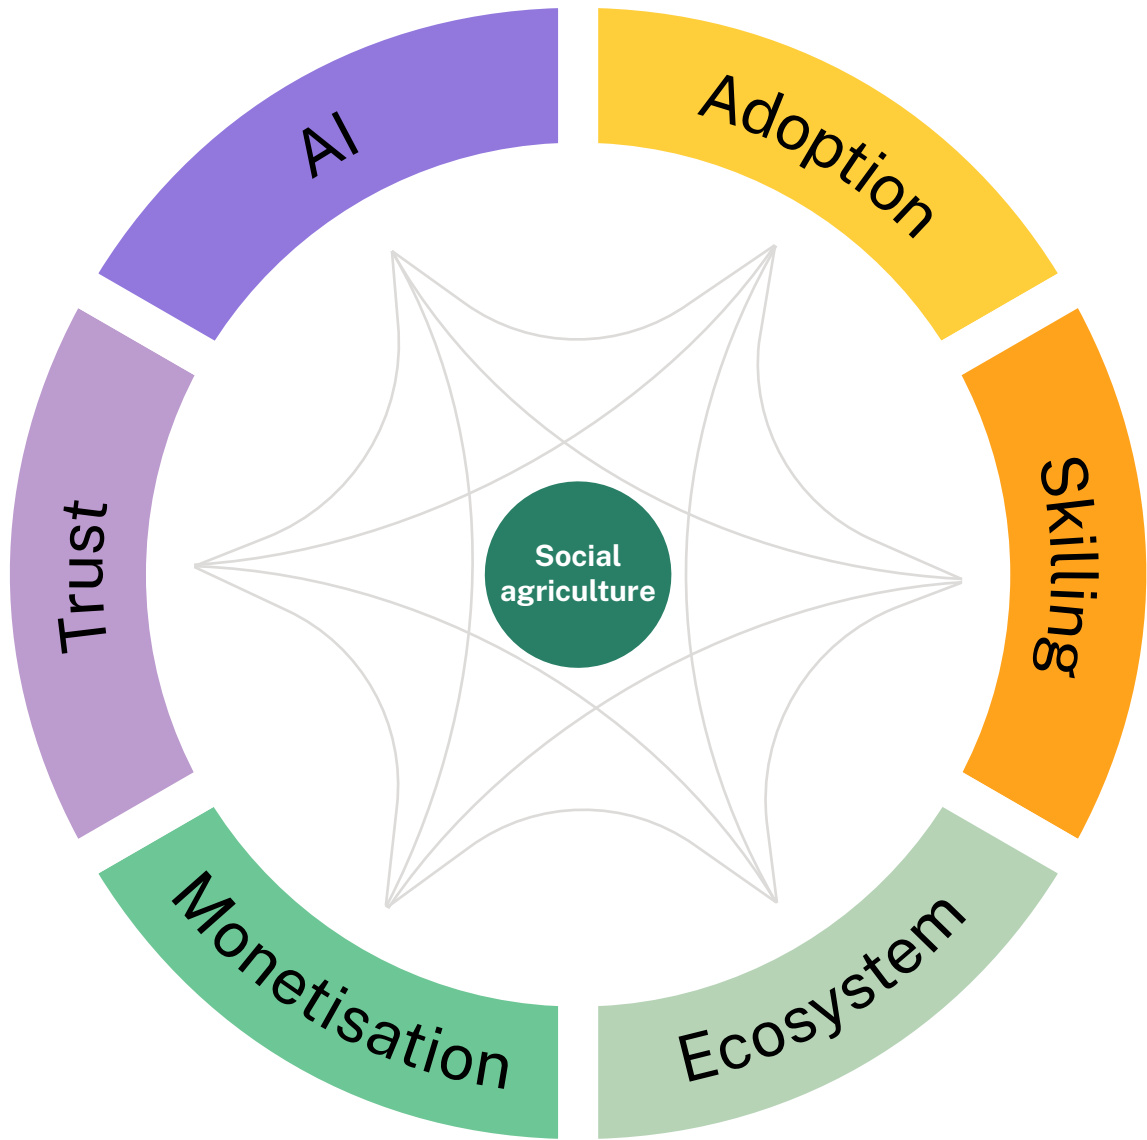 AI
Adoption
Skilling
Ecosystem
Monetisation
Trust
Social
agriculture